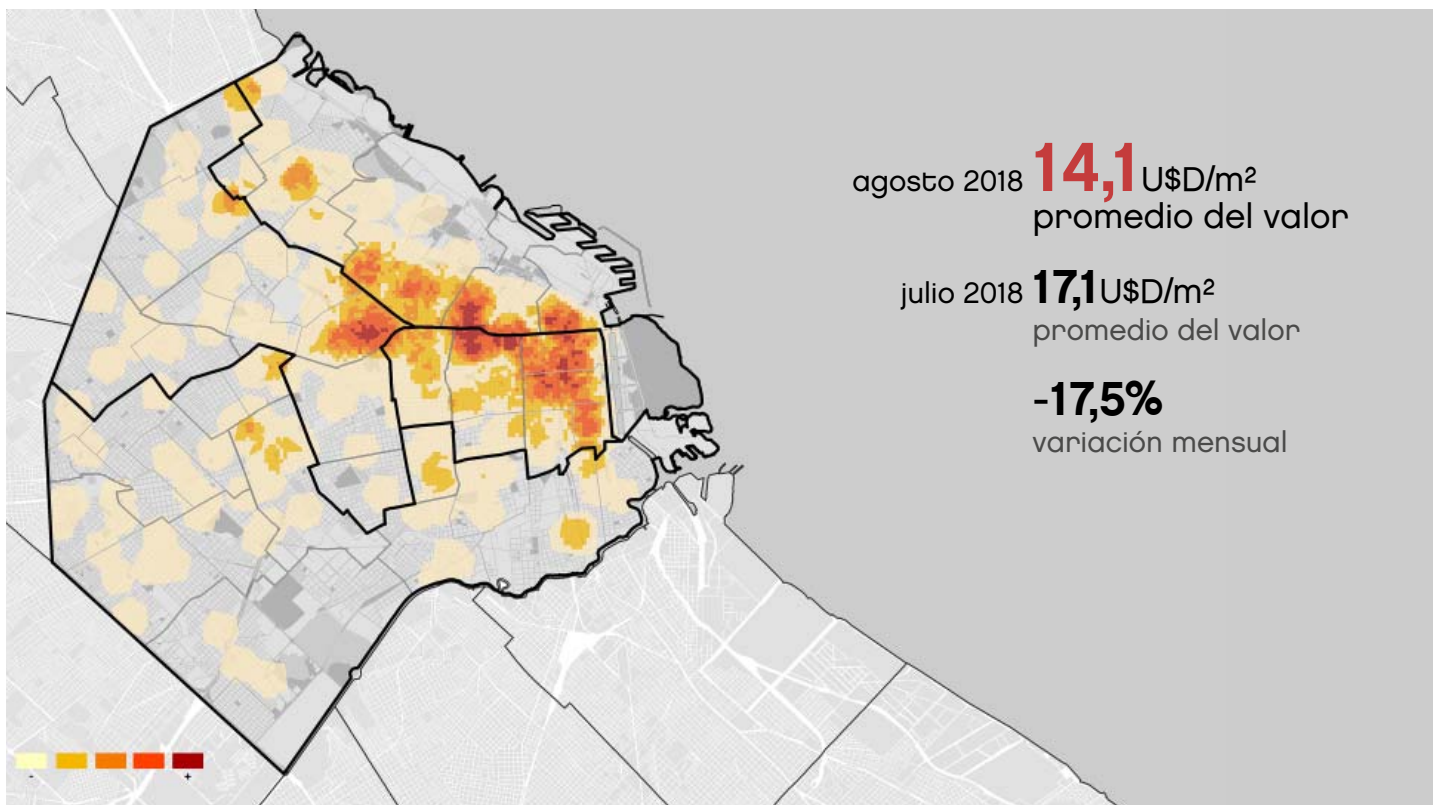 agosto 2018 14,1 U$D/m²
promedio del valor
julio 2018 17,1 U$D/m²
promedio del valor
-17,5%
variación mensual
- +